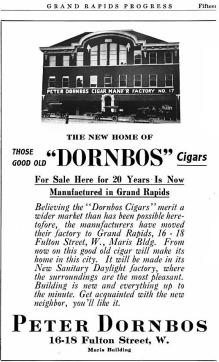 GRAND RAPIDS PROGRESS Fifteen
PETER DORNBOS CIGAR MANF'R FACTORY NO. 17
THE NEW HOME OF
THOSE
GOOD OLD "DORNBOS" Cigars
For Sale Here for 20 Years Is Now
Manufactured in Grand Rapids
Believing the "Dornbos Cigars" merit a
wider market than has been possible here-
tofore, the manufacturers have moved
their factory to Grand Rapids, 16 - 18
Fulton Street, W., Maris Bldg. From
now on this good old cigar will make its
home in this city. It will be made in its
New Sanitary Daylight factory, where
the surroundings are the most pleasant.
Building is new and everything up to
the minute. Get acquainted with the new
neighbor, you'll like it.
PETER DORNBOS
16-18 Fulton Street, W.
Maris Building